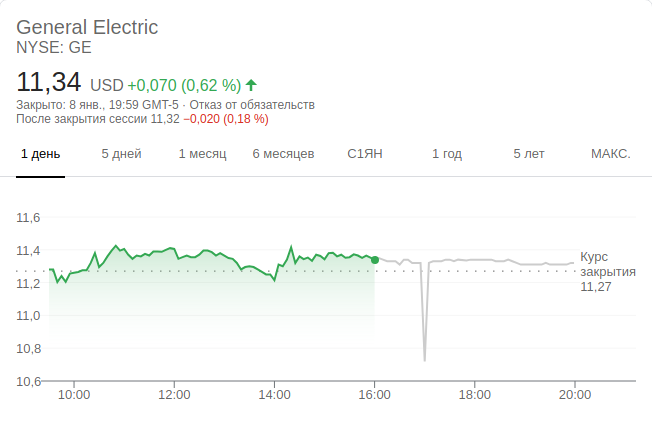 General Electric
NYSE: GE
11,34 USD +0,070 (0,62 %)
Закрыто: 8 янв., 19:59 GMT-5 · Отказ от обязательств
После закрытия сессии 11,32 −0,020 (0,18 %)
1 день 5 дней 1 месяц 6 месяцев С1ЯН 1 год 5 лет МАКС.
11,6
11,4
11,2
11,0
10,8
10,6
Курс
закрытия
11,27
10:00 12:00 14:00 16:00 18:00 20:00